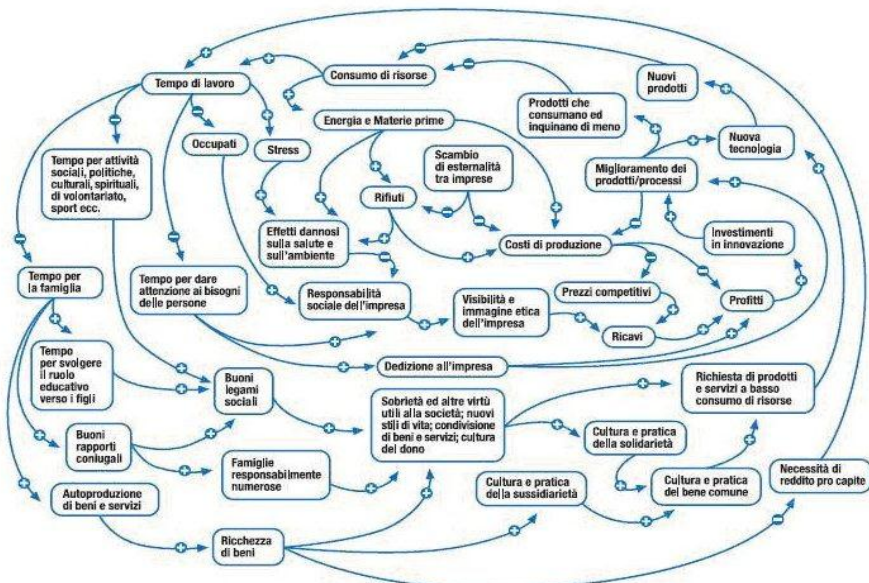 Tempo di lavoro
Consumo di risorse
Nuovi
prodotti
Prodotti che
consumano ed
inquinano di meno
Energia e Materie prime
Nuova
tecnologia
Occupati
Stress
Tempo per attività
sociali, politiche,
culturali, spirituali,
di volontariato,
sport ecc.
Scambio
di esternalità
tra imprese
Miglioramento dei
prodotti/processi
Rifiuti
Effetti dannosi
sulla salute e
sull'ambiente
Costi di produzione
Investimenti
in innovazione
Tempo per
la famiglia
Tempo per dare
attenzione ai bisogni
delle persone
Responsabilità
sociale dell'impresa
Visibilità e
immagine etica
dell'impresa
Prezzi competitivi
Profitti
Ricavi
Tempo
per svolgere
il ruolo
educativo
verso i figli
Buoni
legami
sociali
Dedizione all'impresa
Sobrietà ed altre virtù
utili alla società; nuovi
stili di vita; condivisione
di beni e servizi; cultura
del dono
Richiesta di prodotti
e servizi a basso
consumo di risorse
Buoni
rapporti
coniugali
Famiglie
responsabilmente
numerose
Cultura e pratica
della solidarietà
Cultura e pratica
della sussidiarietà
Cultura e pratica
del bene comune
Necessità di
reddito pro capite
Autoproduzione
di beni e servizi
Ricchezza
di beni